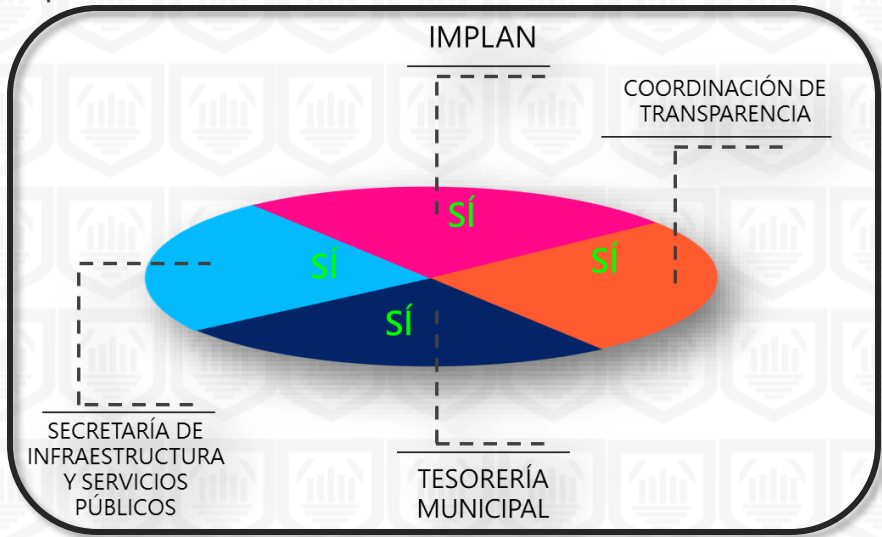 IMPLAN
COORDINACIÓN DE
TRANSPARENCIA
SÍ
SÍ
SÍ
SÍ
SECRETARÍA DE
INFRAESTRUCTURA
Y SERVICIOS
PÚBLICOS
TESORERÍA
MUNICIPAL